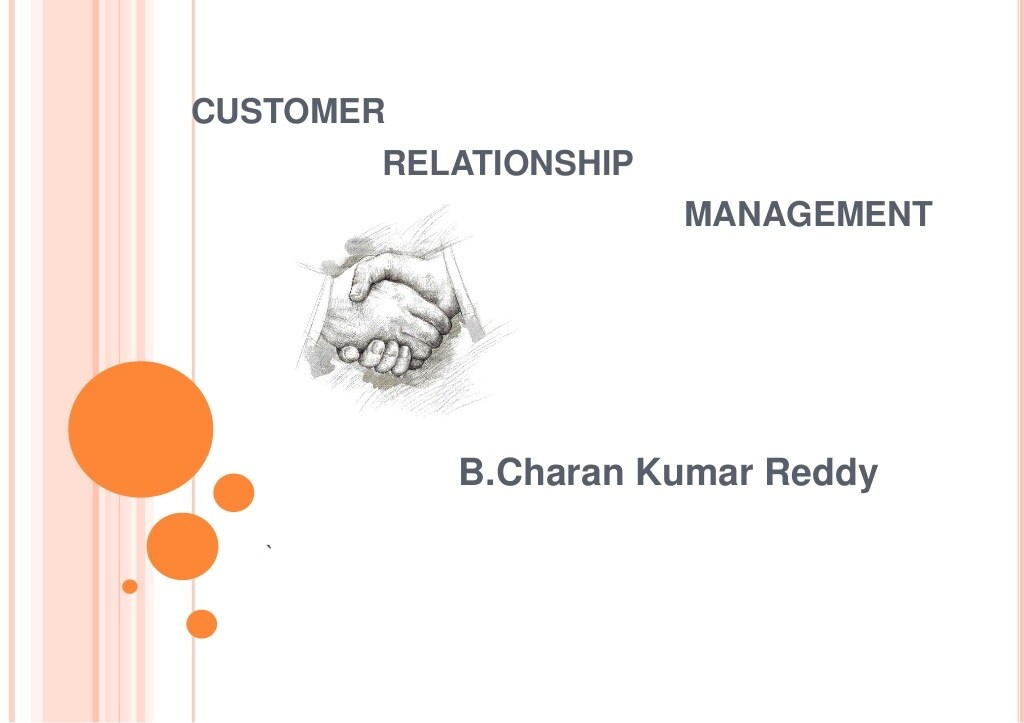 CUSTOMER
RELATIONSHIP
MANAGEMENT
B.Charan Kumar Reddy
`